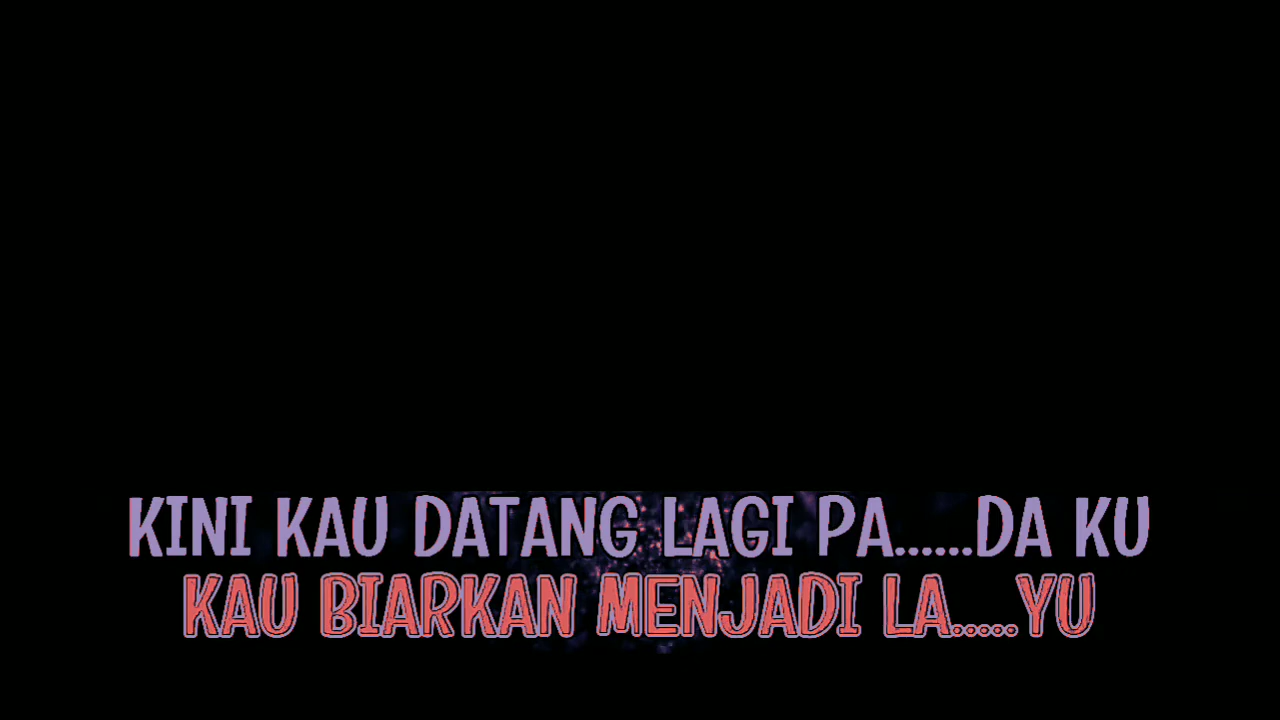 KINI KAU DATANG LAGI PA......DA KU
KAU BIARKAN MENJADI LA.....YU